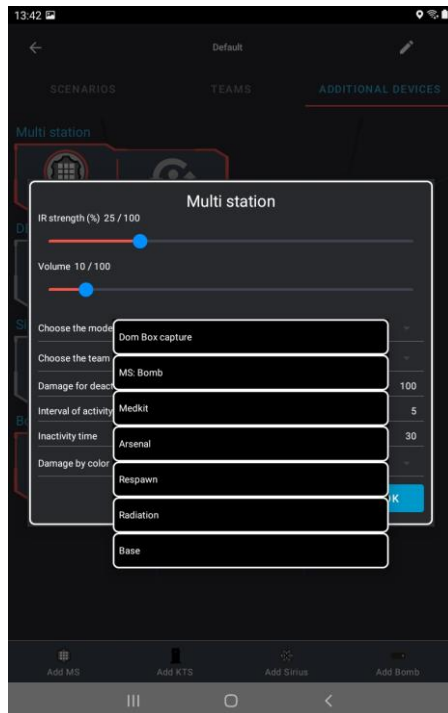 13:42
Default
SCENARIOS TEAMS ADDITIONAL DEVICES
Multi station
Multi station
IR strength (%) 25 / 100
Volume 10 / 100
Choose the mode
Dom Box capture
MS: Bomb
Choose the team
Medkit
Damage for deact 100
Arsenal
Interval of activity 5
Inactivity time 30
Respawn
Damage by color
Radiation
Base
Add MS Add KTS Add Sirius Add Bomb